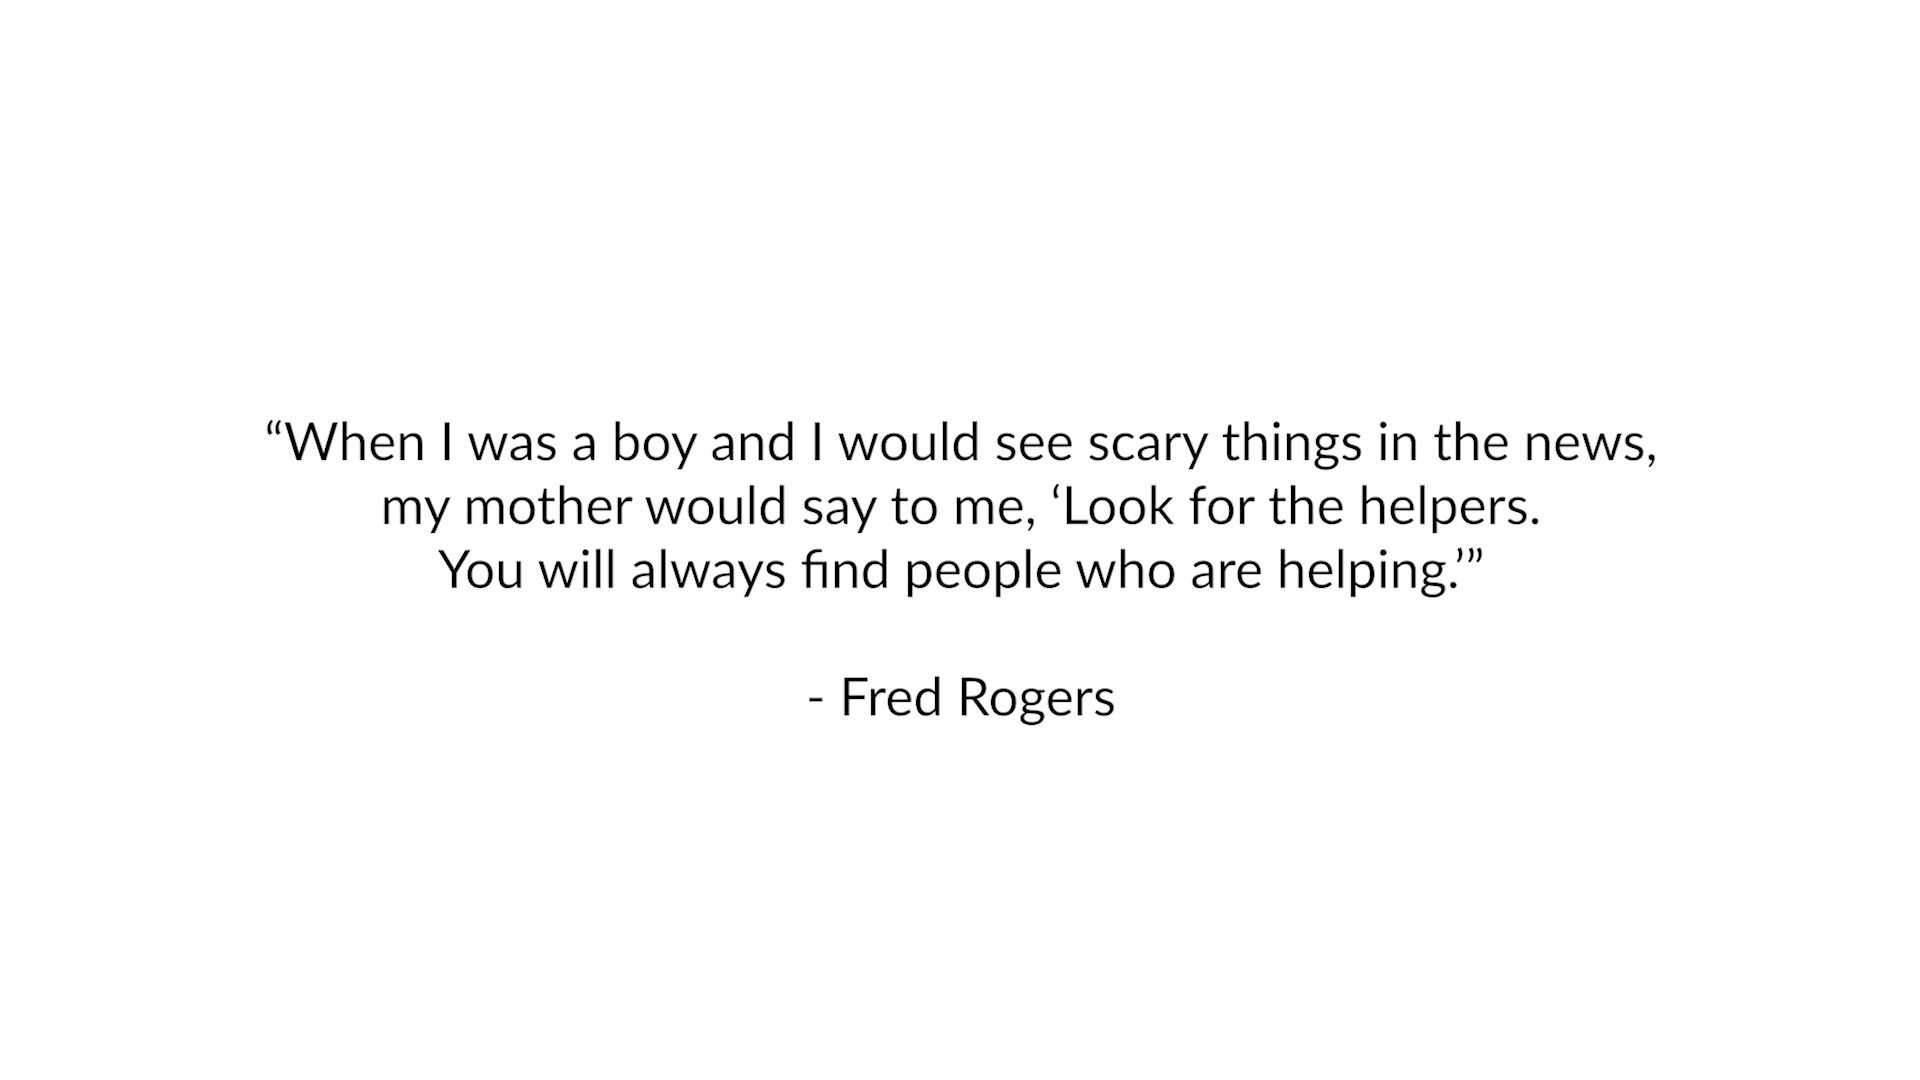 “When I was a boy and I would see scary things in the news,
my mother would say to me, ‘Look for the helpers.
You will always find people who are helping.’”
- Fred Rogers